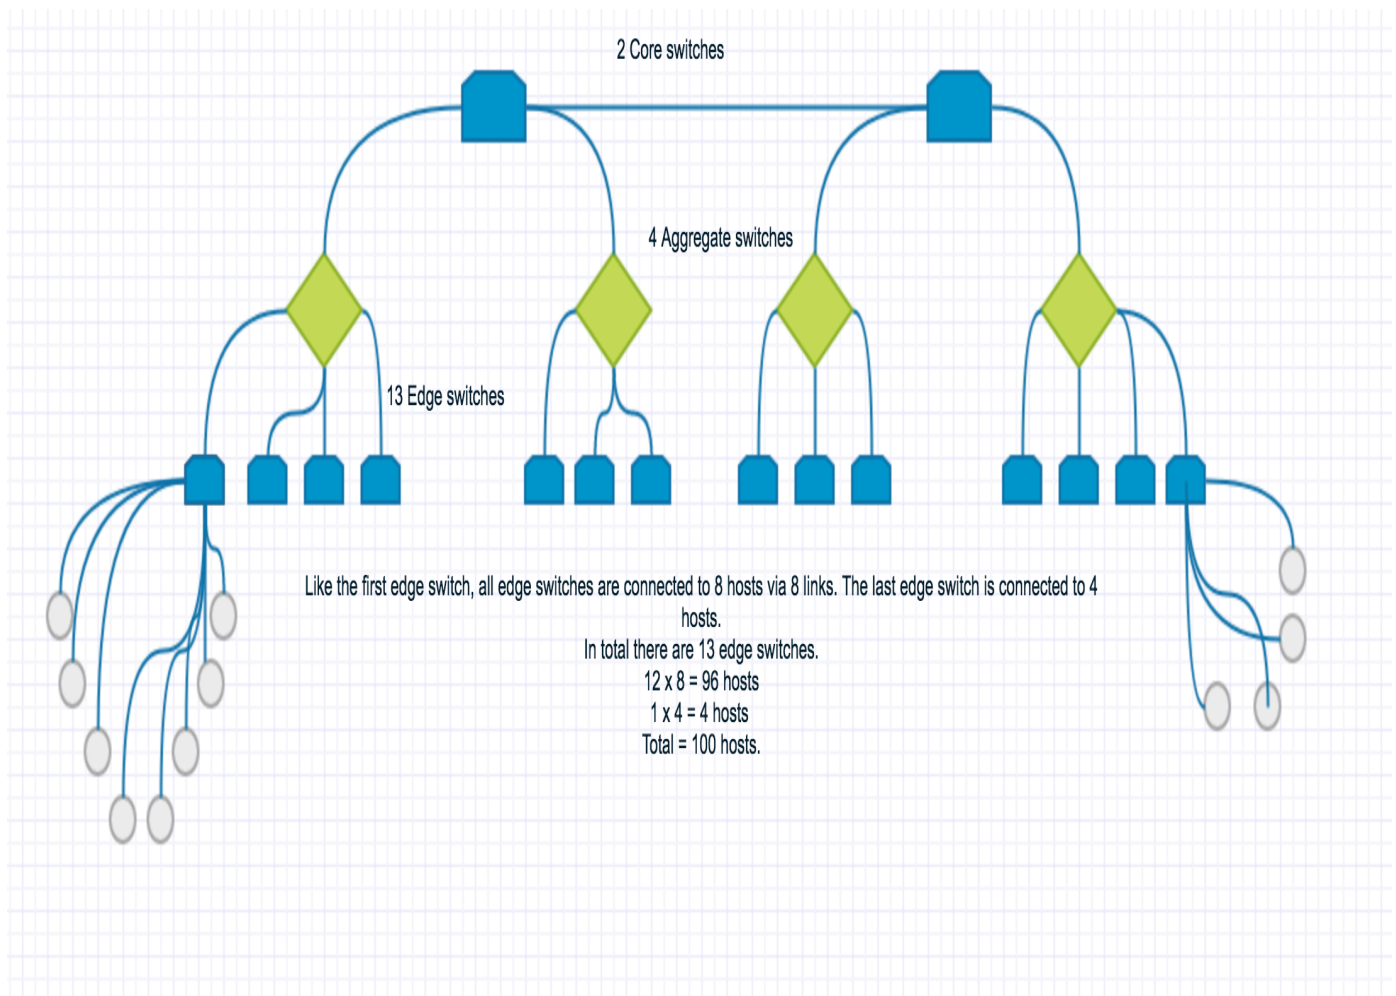 2 Core switches
4 Aggregate switches
13 Edge switches
Like the first edge switch, all edge switches are connected to 8 hosts via 8 links. The last edge switch is connected to 4
hosts.
In total there are 13 edge switches.
12 x 8 = 96 hosts
1 x 4 = 4 hosts
Total = 100 hosts.